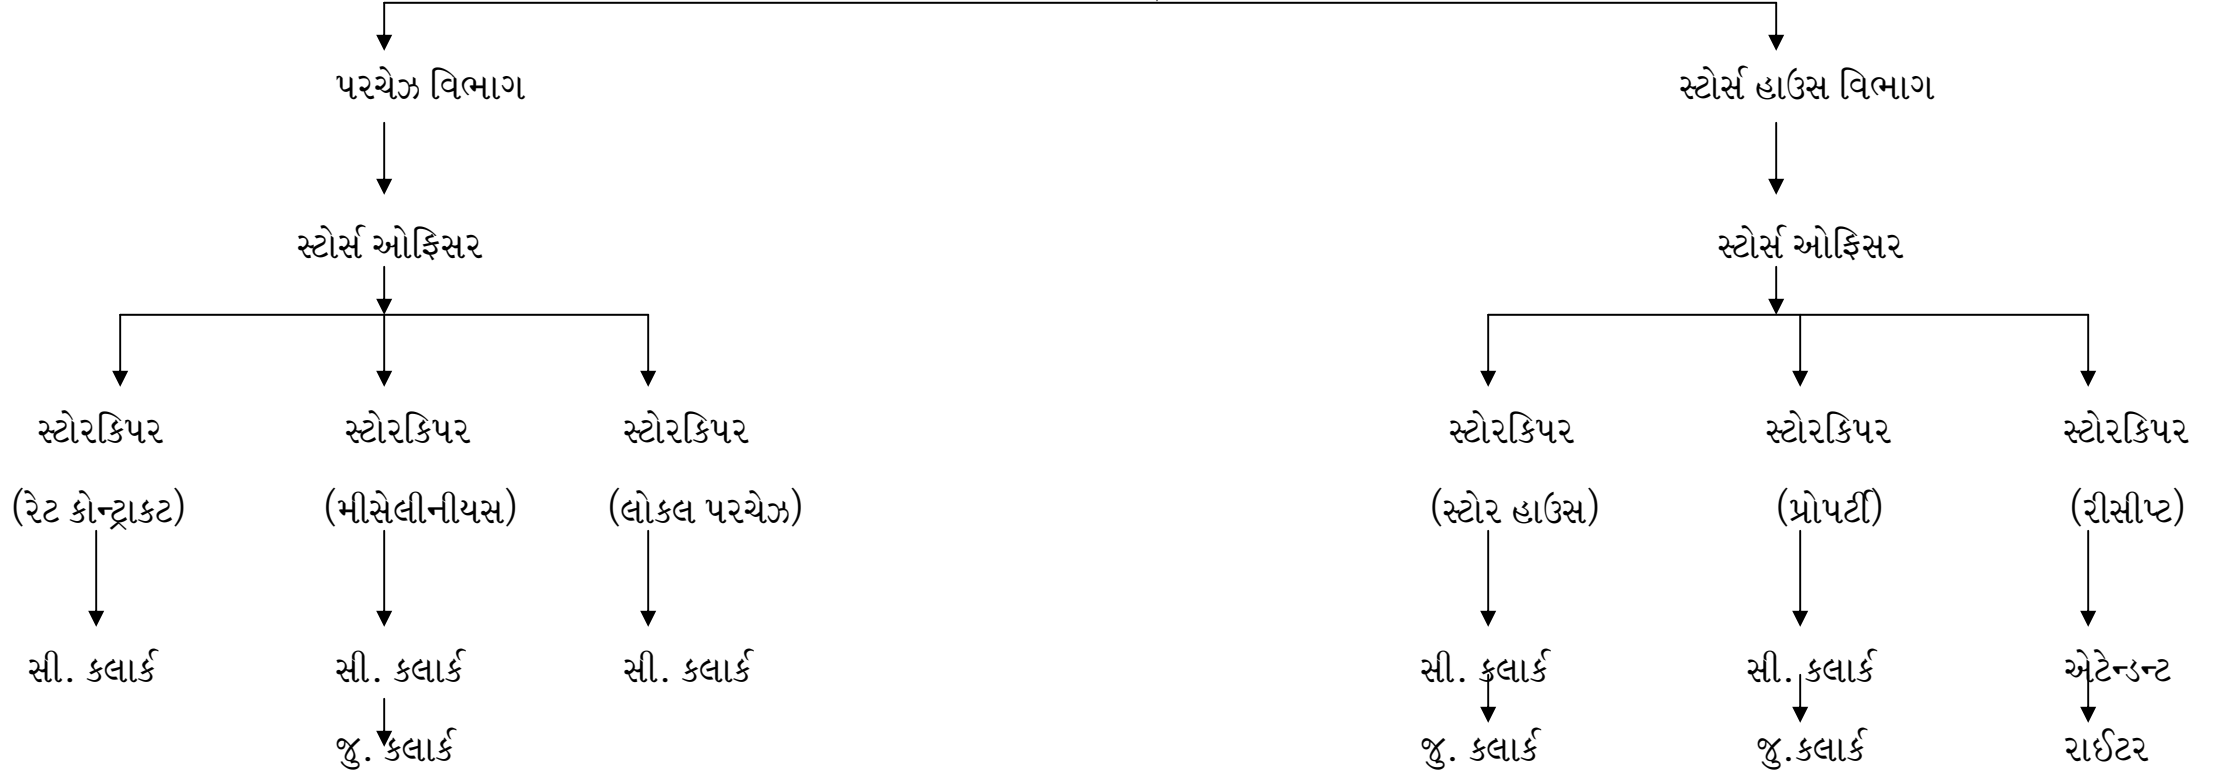 પરચેઝ વિભાગ સ્ટોર્સ હાઉસ વિભાગ
સ્ટોર્સ ઓફિસર સ્ટોર્સ ઓફિસર
સ્ટોરકિપર સ્ટોરકિપર સ્ટોરકિપર સ્ટોરકિપર સ્ટોરકિપર સ્ટોરકિપર
(રેટ કોન્ટ્રાકટ) (મીસેલીનીયસ) (લોકલ પરચેઝ) (સ્ટોર હાઉસ) (પ્રોપર્ટી) (રીસીપ્ટ)
સી. કલાર્ક સી. કલાર્ક સી. કલાર્ક સી. કલાર્ક સી. કલાર્ક એટેન્ડન્ટ
જુ. કલાર્ક જુ. કલાર્ક જુ.કલાર્ક રાઈટર